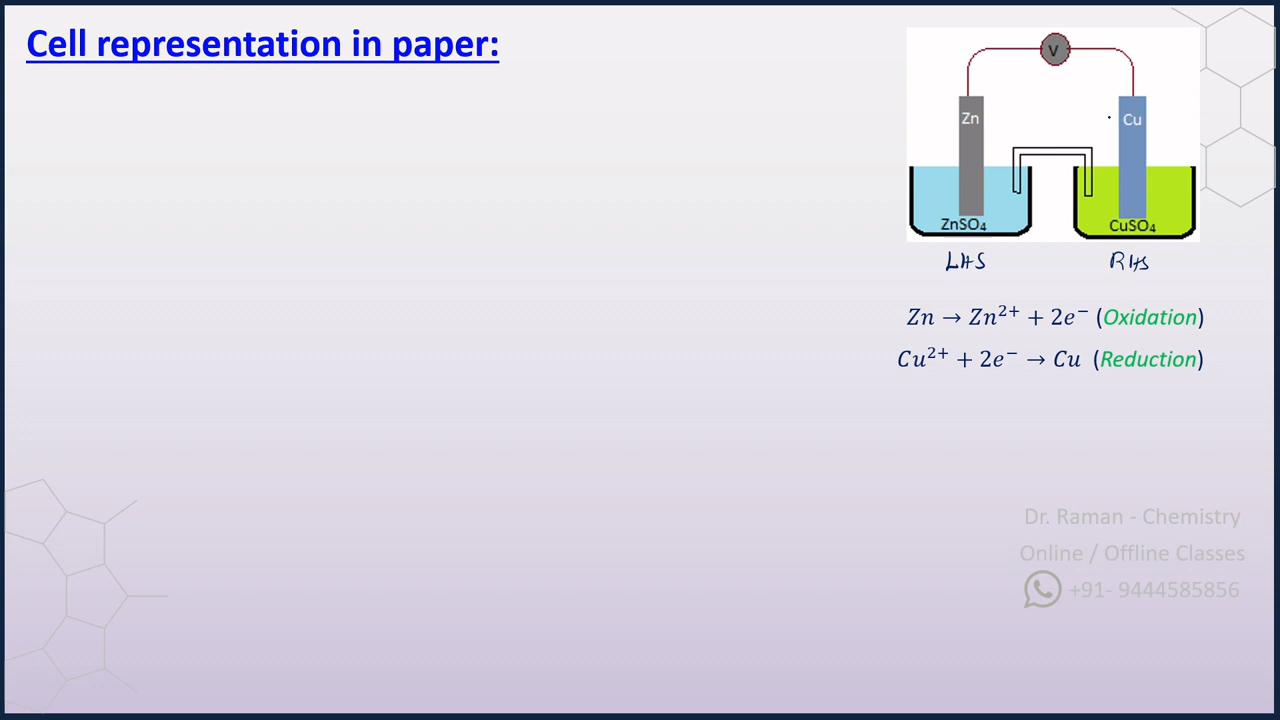 Cell representation in paper:
V
Zn
Cu
ZnSO₄
CuSO₄
LHS
RHS
Zn → Zn²⁺ + 2e⁻ (Oxidation)
Cu²⁺ + 2e⁻ → Cu (Reduction)
Dr. Raman - Chemistry
Online / Offline Classes
+91- 9444585856